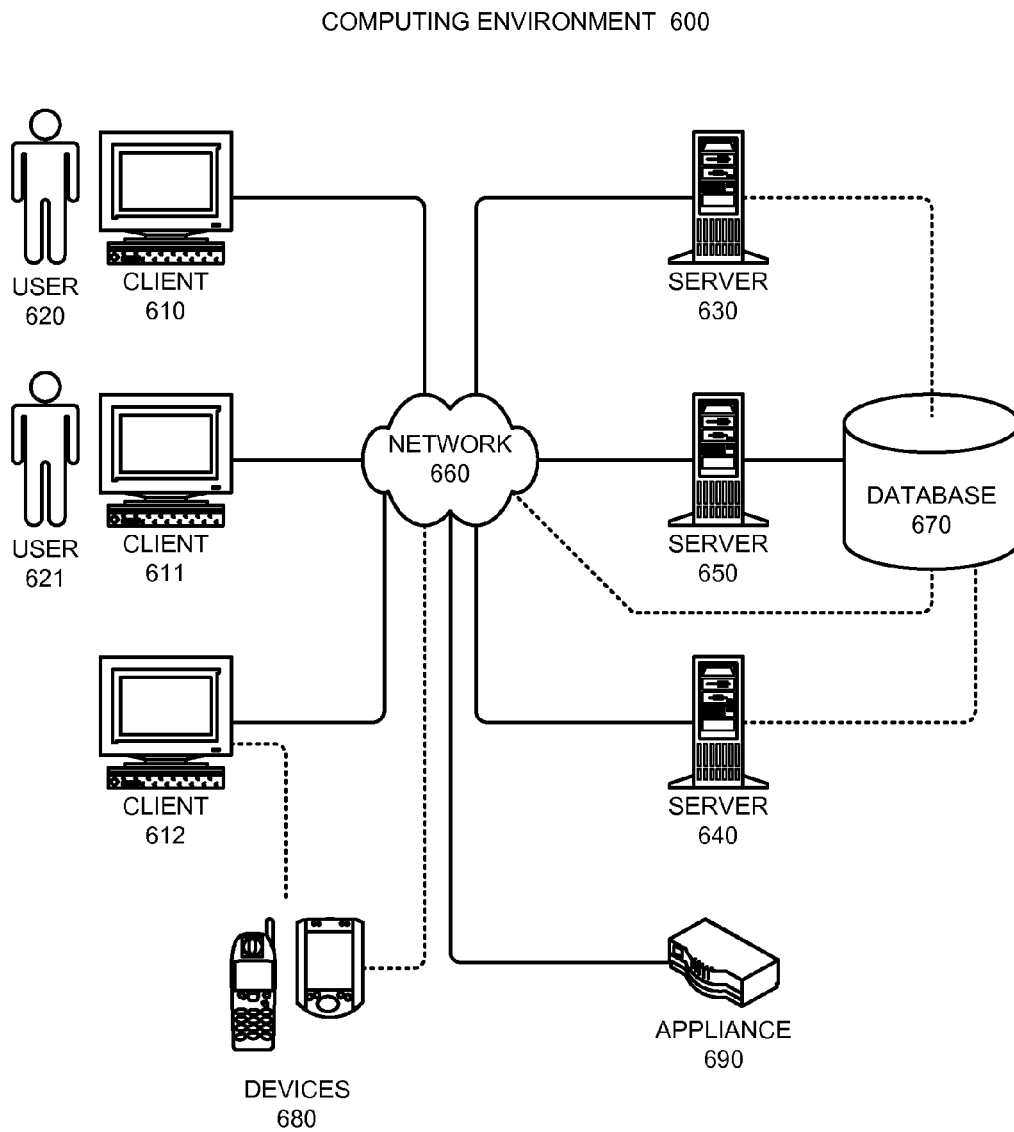 COMPUTING ENVIRONMENT 600
USER
620
CLIENT
610
SERVER
630
NETWORK
660
DATABASE
670
USER
621
CLIENT
611
SERVER
650
CLIENT
612
SERVER
640
DEVICES
680
APPLIANCE
690